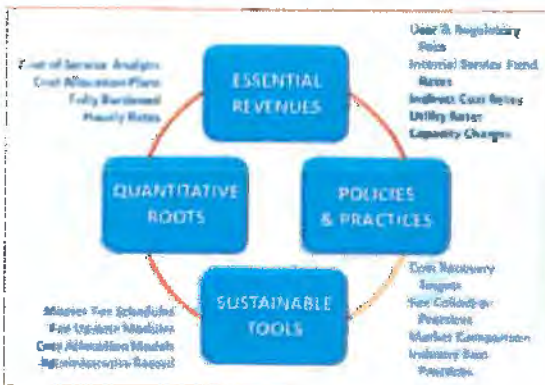 Cost of Service Analysis
Cost Allocation Plans
Fully Burdened
Hourly Rates
ESSENTIAL
REVENUES
User & Regulatory
Fees
Internal Service Fund
Rates
Indirect Cost Rates
Utility Rates
Capacity Charges
QUANTITATIVE
ROOTS
POLICIES
& PRACTICES
Master Fee Schedules
Fee Update Modules
Cost Allocation Models
Administrative Record
SUSTAINABLE
TOOLS
Cost Recovery
Targets
Fee Collection
Practices
Market Comparison
Industry Best
Practices